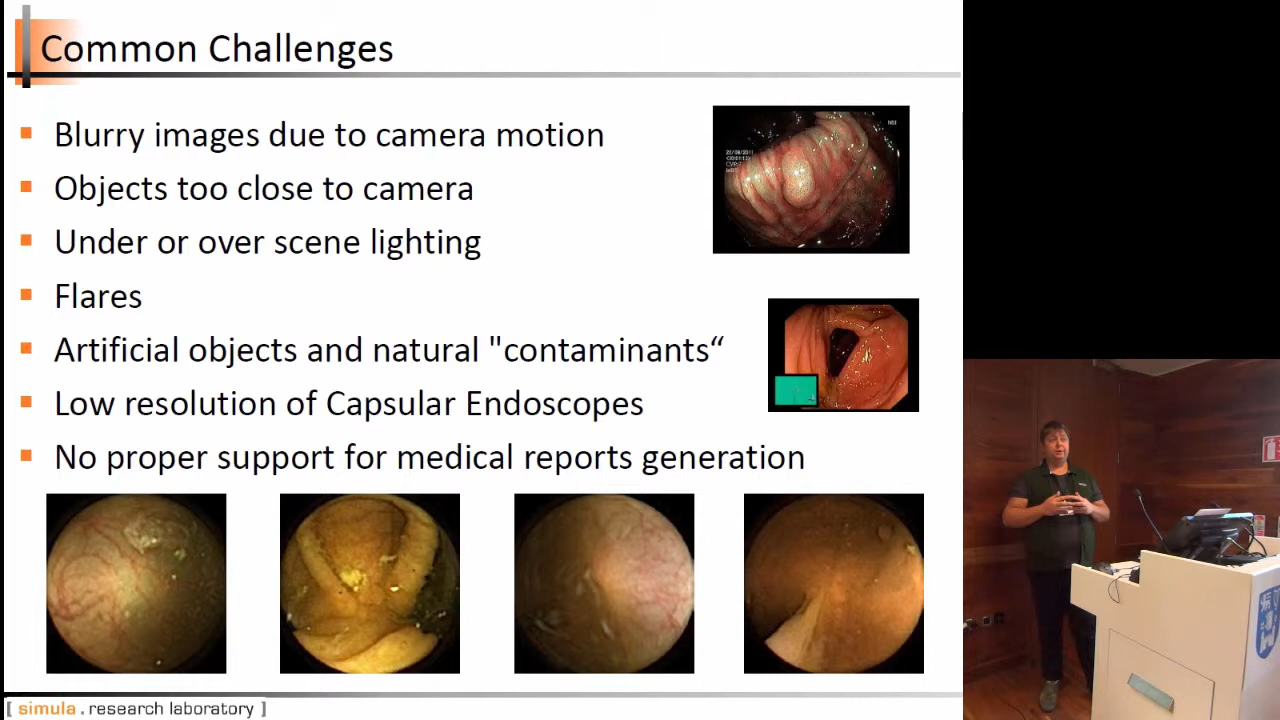 Common Challenges
Blurry images due to camera motion
Objects too close to camera
Under or over scene lighting
Flares
Artificial objects and natural "contaminants“
Low resolution of Capsular Endoscopes
No proper support for medical reports generation
NBI
[ simula . research laboratory ]